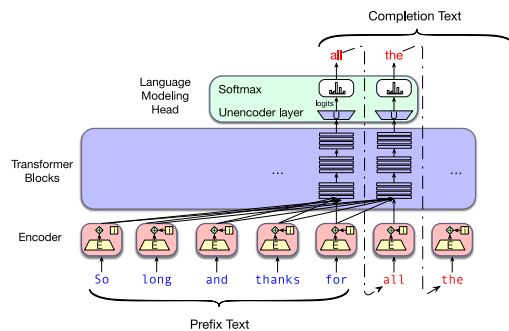 Completion Text
all the
Language
Modeling
Head
Softmax
logits
Unencoder layer
U U
Transformer
Blocks
... ...
Encoder
E E E E E E E
So long and thanks for all the
Prefix Text